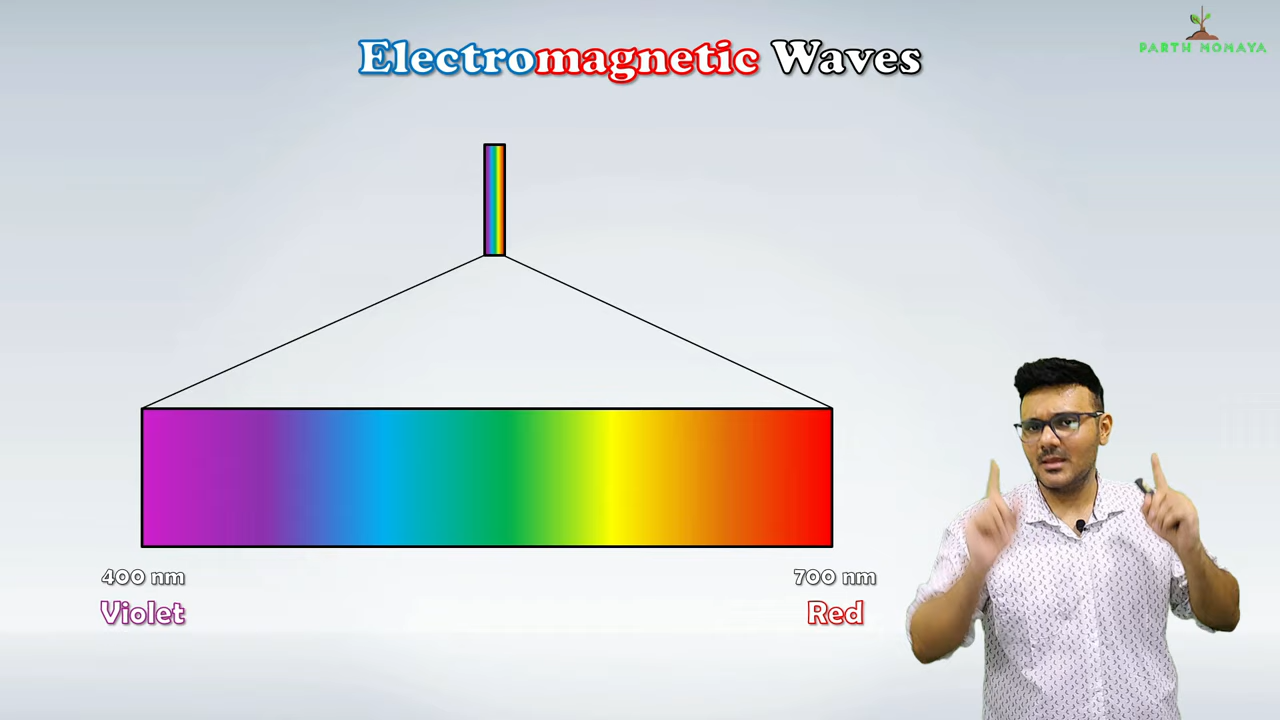 Electromagnetic Waves
PARTH MOMAYA
400 nm
700 nm
Violet
Red